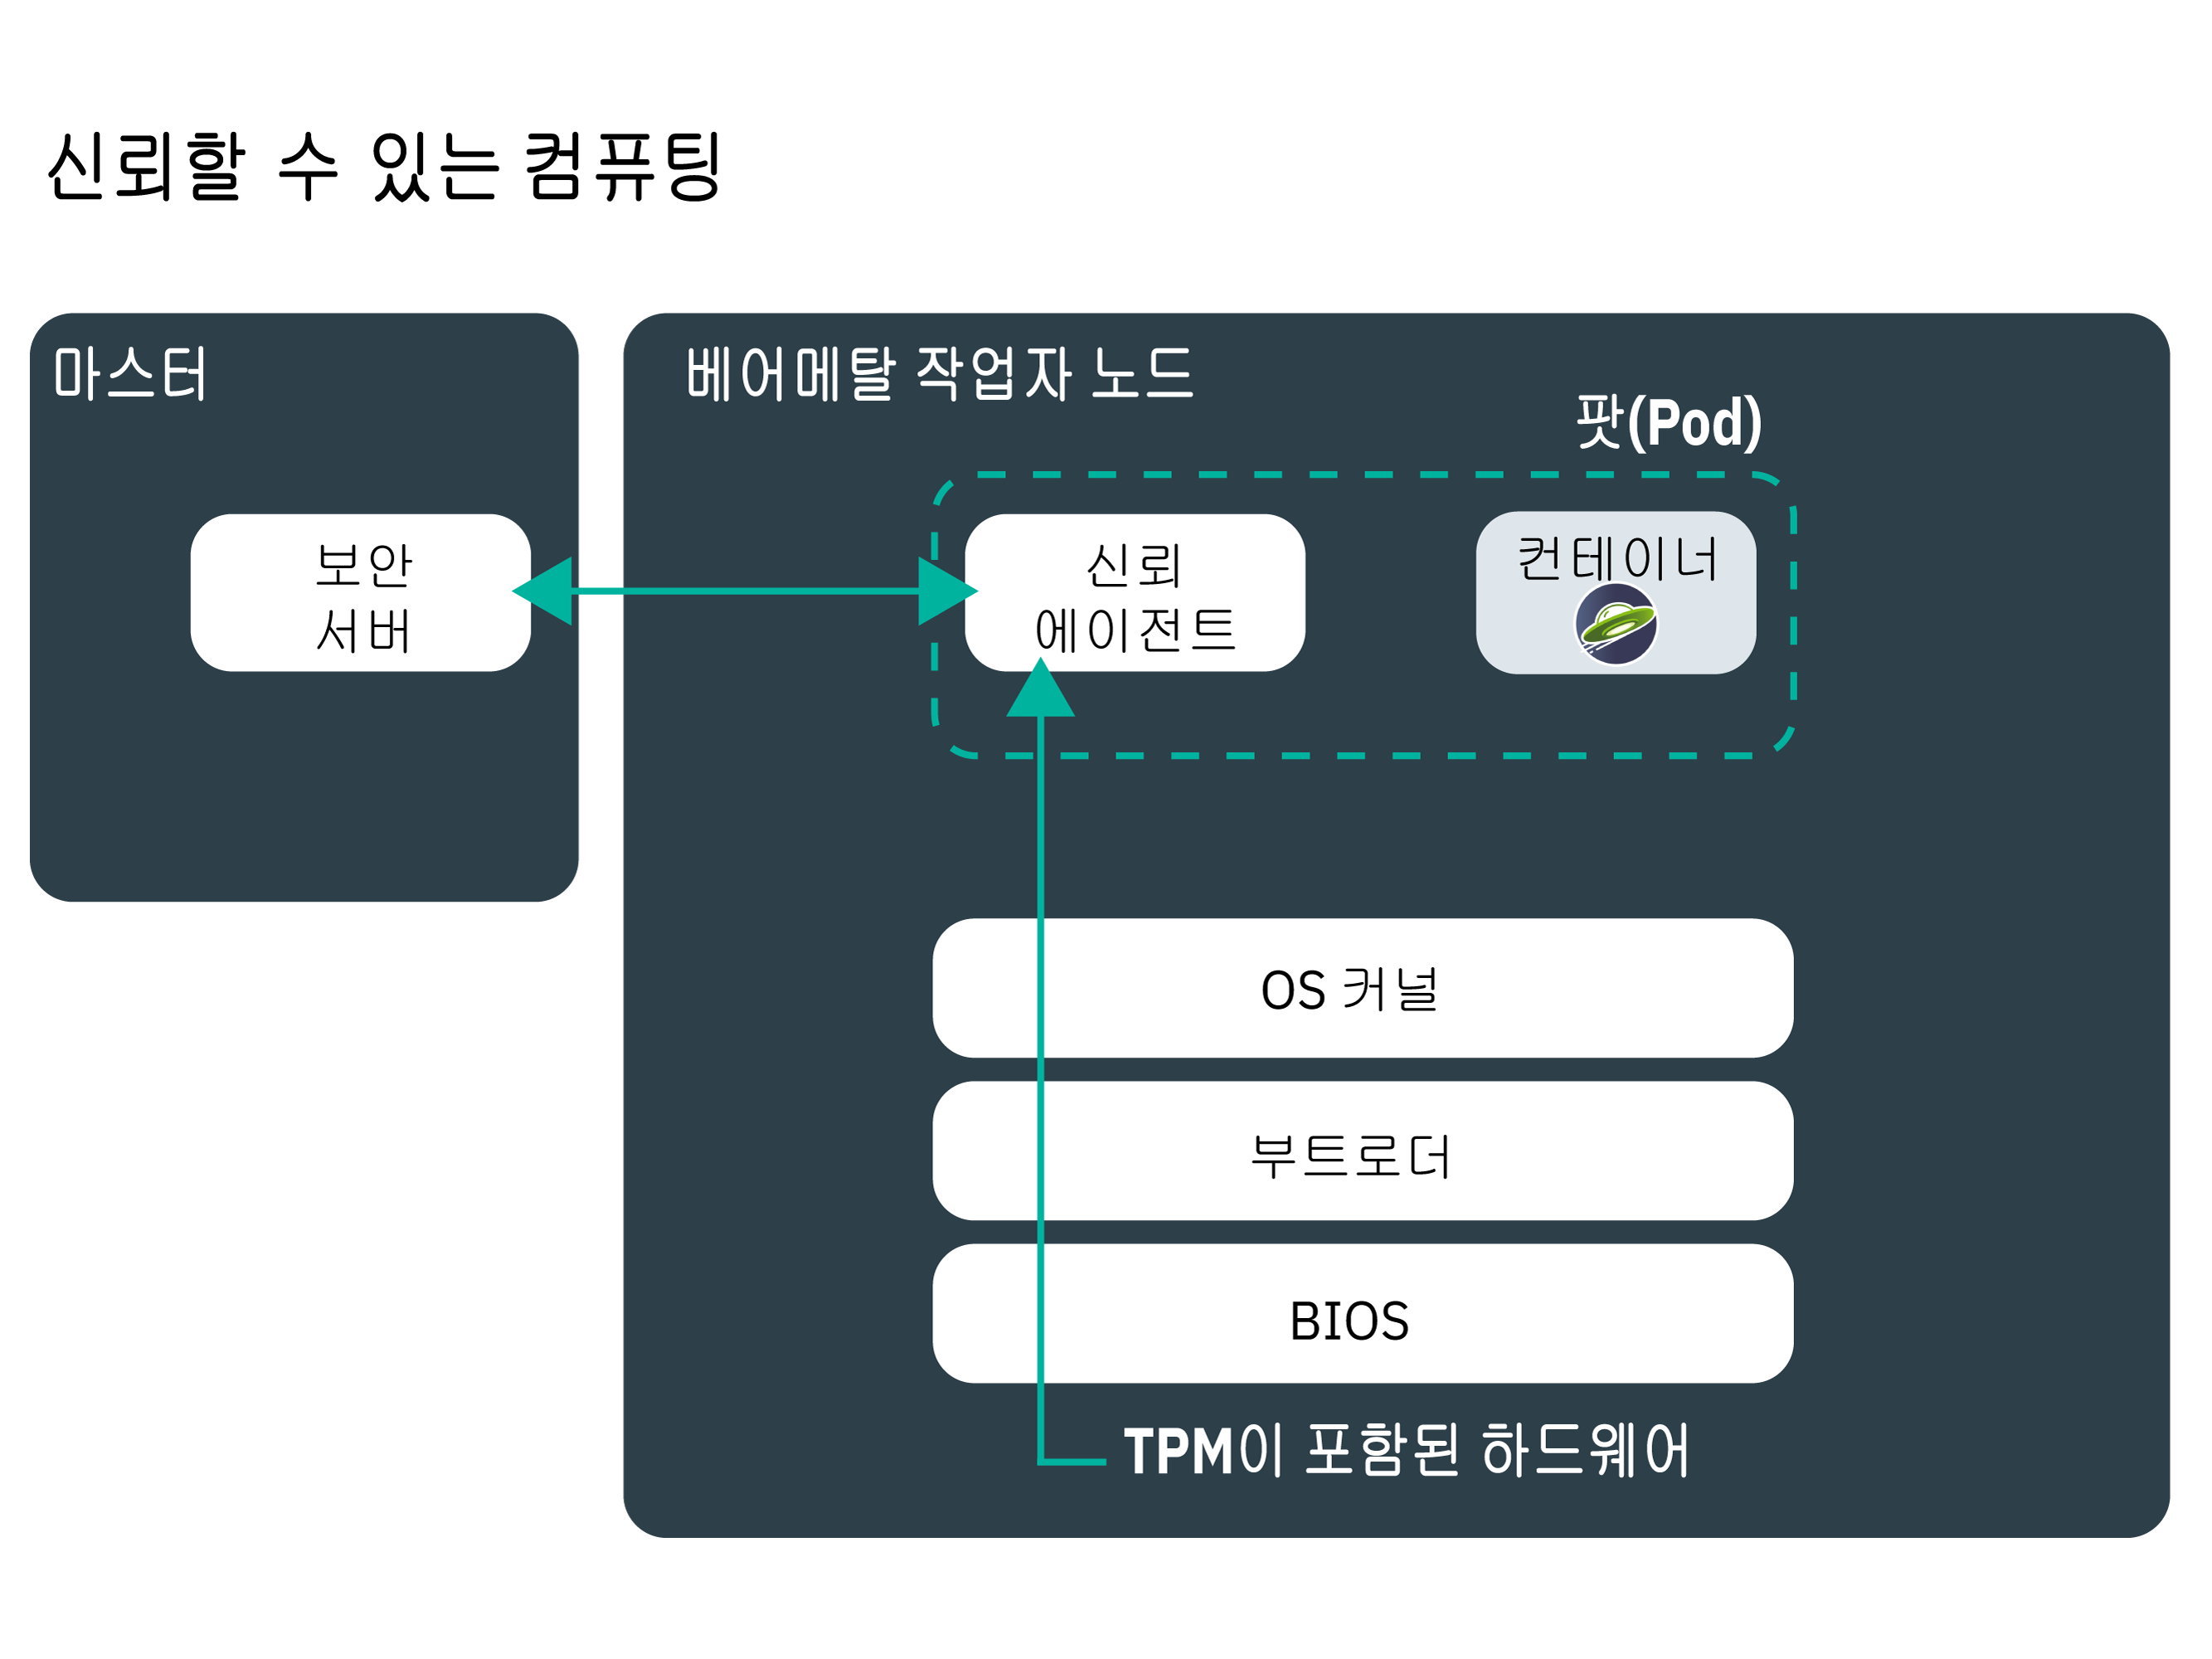 신뢰할 수 있는 컴퓨팅
마스터
보안
서버
베어메탈 작업자 노드
팟(Pod)
신뢰
에이전트
컨테이너
OS 커널
부트로더
BIOS
TPM이 포함된 하드웨어